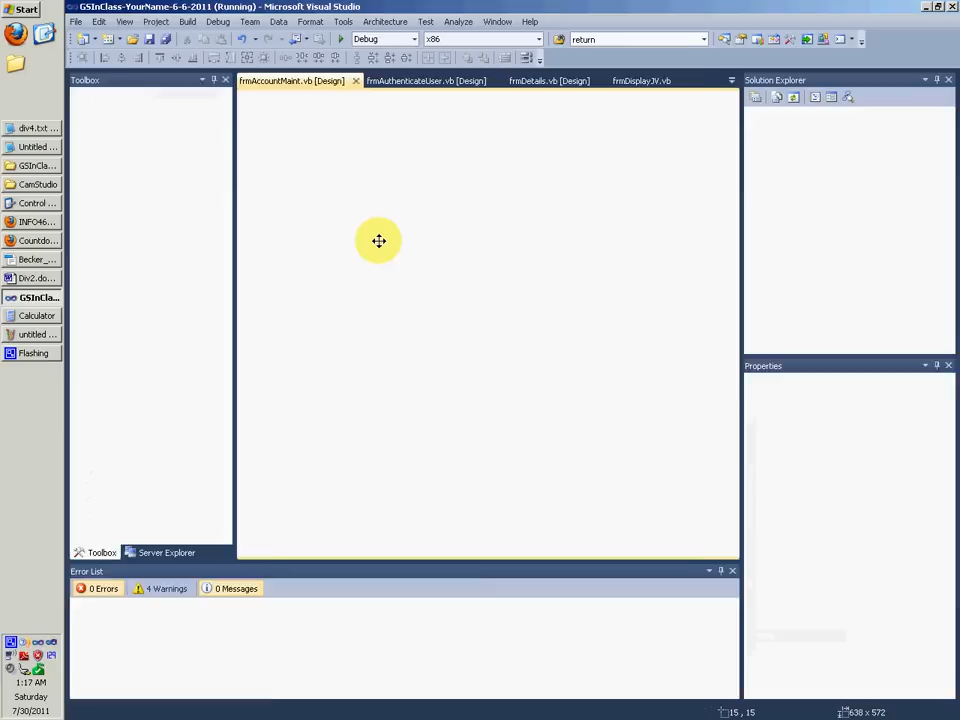 Start
GSInClass-YourName-6-6-2011 (Running) - Microsoft Visual Studio
File Edit View Project Build Debug Team Data Format Tools Architecture Test Analyze Window Help
Debug x86 return
Toolbox
frmAccountMaint.vb [Design] frmAuthenticateUser.vb [Design] frmDetails.vb [Design] frmDisplayJV.vb
Solution Explorer
div4.txt ...
Untitled ...
GSInCla...
CamStudio
Control ...
INFO46...
Countdo...
Becker_...
Div2.do...
GSInCla...
Calculator
untitled ...
Flashing
Properties
Toolbox Server Explorer
Error List
0 Errors 4 Warnings 0 Messages
1:17 AM
Saturday
7/30/2011
15 , 15 638 x 572